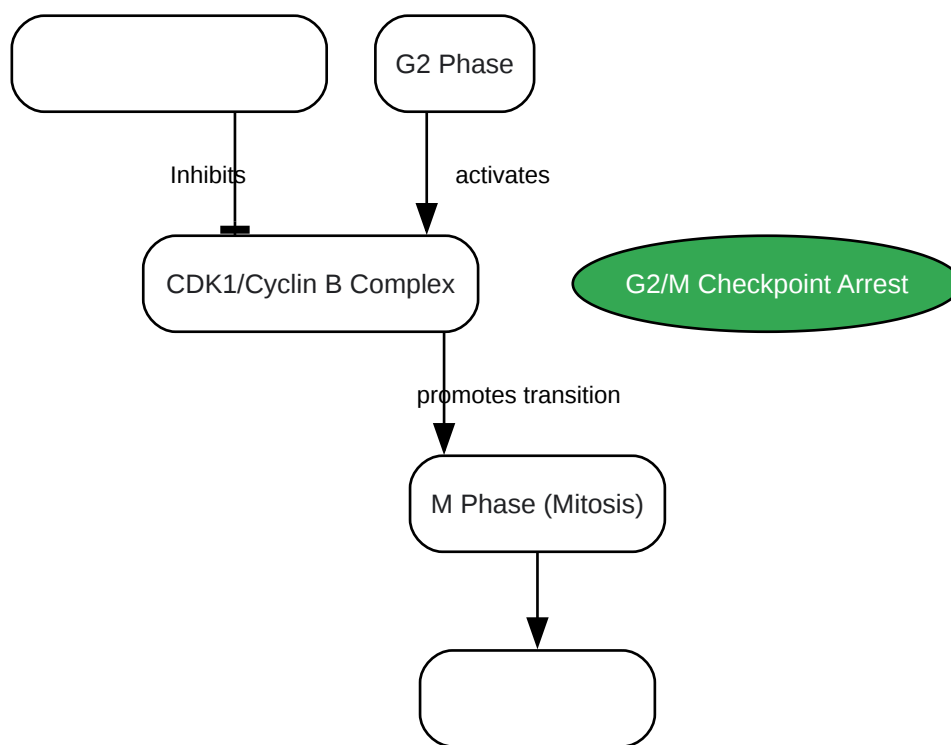 G2 Phase
Inhibits
activates
CDK1/Cyclin B Complex
G2/M Checkpoint Arrest
promotes transition
M Phase (Mitosis)